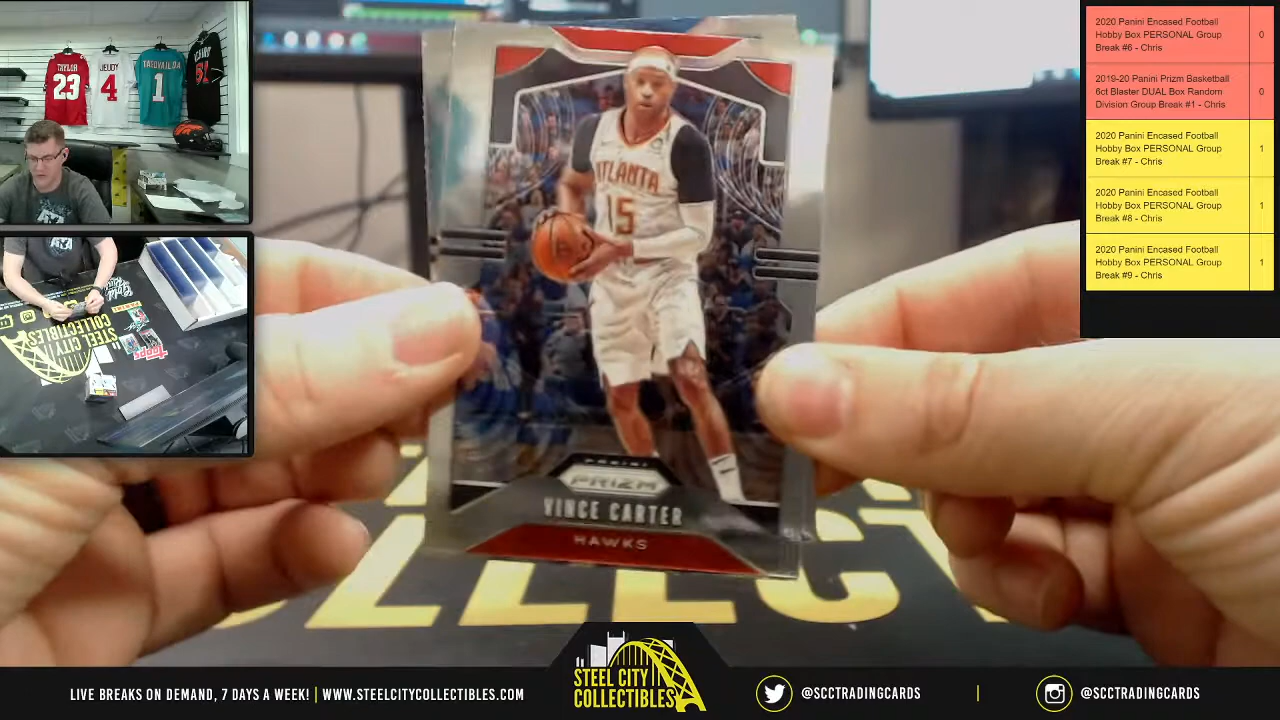 TAYLOR
23
JEUDY
4
TAGOVAILOA
1
51
STEEL CITY
COLLECTIBLES
Topps
ATLANTA
15
PANINI
PRIZM
VINCE CARTER
HAWKS
2020 Panini Encased Football
Hobby Box PERSONAL Group
Break #6 - Chris
0
2019-20 Panini Prizm Basketball
6ct Blaster DUAL Box Random
Division Group Break #1 - Chris
0
2020 Panini Encased Football
Hobby Box PERSONAL Group
Break #7 - Chris
1
2020 Panini Encased Football
Hobby Box PERSONAL Group
Break #8 - Chris
1
2020 Panini Encased Football
Hobby Box PERSONAL Group
Break #9 - Chris
1
LIVE BREAKS ON DEMAND, 7 DAYS A WEEK! | WWW.STEELCITYCOLLECTIBLES.COM
STEEL CITY
COLLECTIBLES
@SCCTRADINGCARDS
|
@SCCTRADINGCARDS